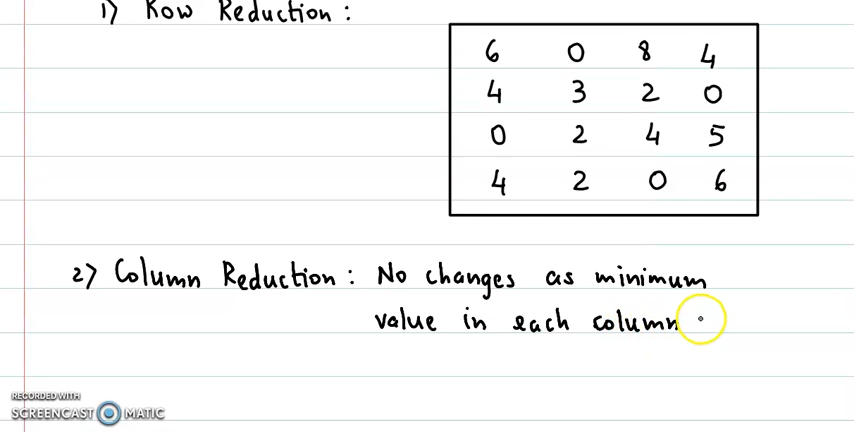 1) Row Reduction :
6 0 8 4
4 3 2 0
0 2 4 5
4 2 0 6
2) Column Reduction : No changes as minimum
value in each column
RECORDED WITH
SCREENCAST MATIC